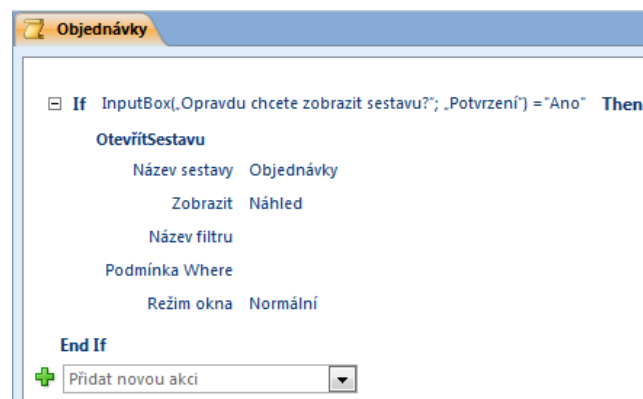 Objednávky
If InputBox(„Opravdu chcete zobrazit sestavu?“; „Potvrzení“) ="Ano" Then
OtevřítSestavu
Název sestavy Objednávky
Zobrazit Náhled
Název filtru
Podmínka Where
Režim okna Normální
End If
Přidat novou akci